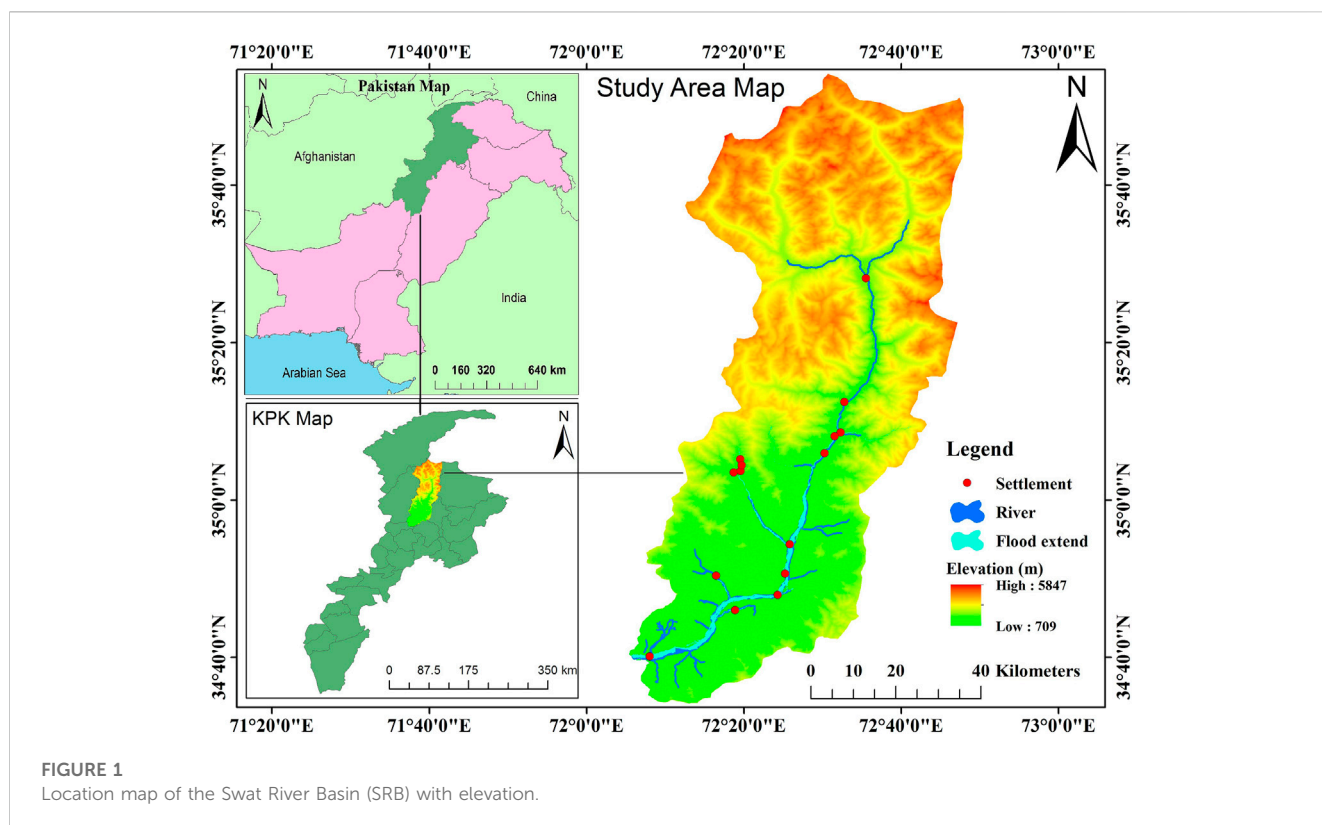 71°20'0"E 71°40'0"E 72°0'0"E 72°20'0"E 72°40'0"E 73°0'0"E
Pakistan Map
N
China
Afghanistan
India
Arabian Sea
0 160 320 640 km
KPK Map
N
0 87.5 175 350 km
Study Area Map
N
35°40'0"N
35°20'0"N
35°0'0"N
34°40'0"N
35°40'0"N
35°20'0"N
35°0'0"N
34°40'0"N
Legend
Settlement
River
Flood extend
Elevation (m)
High : 5847
Low : 709
0 10 20 40 Kilometers
71°20'0"E 71°40'0"E 72°0'0"E 72°20'0"E 72°40'0"E 73°0'0"E
FIGURE 1
Location map of the Swat River Basin (SRB) with elevation.